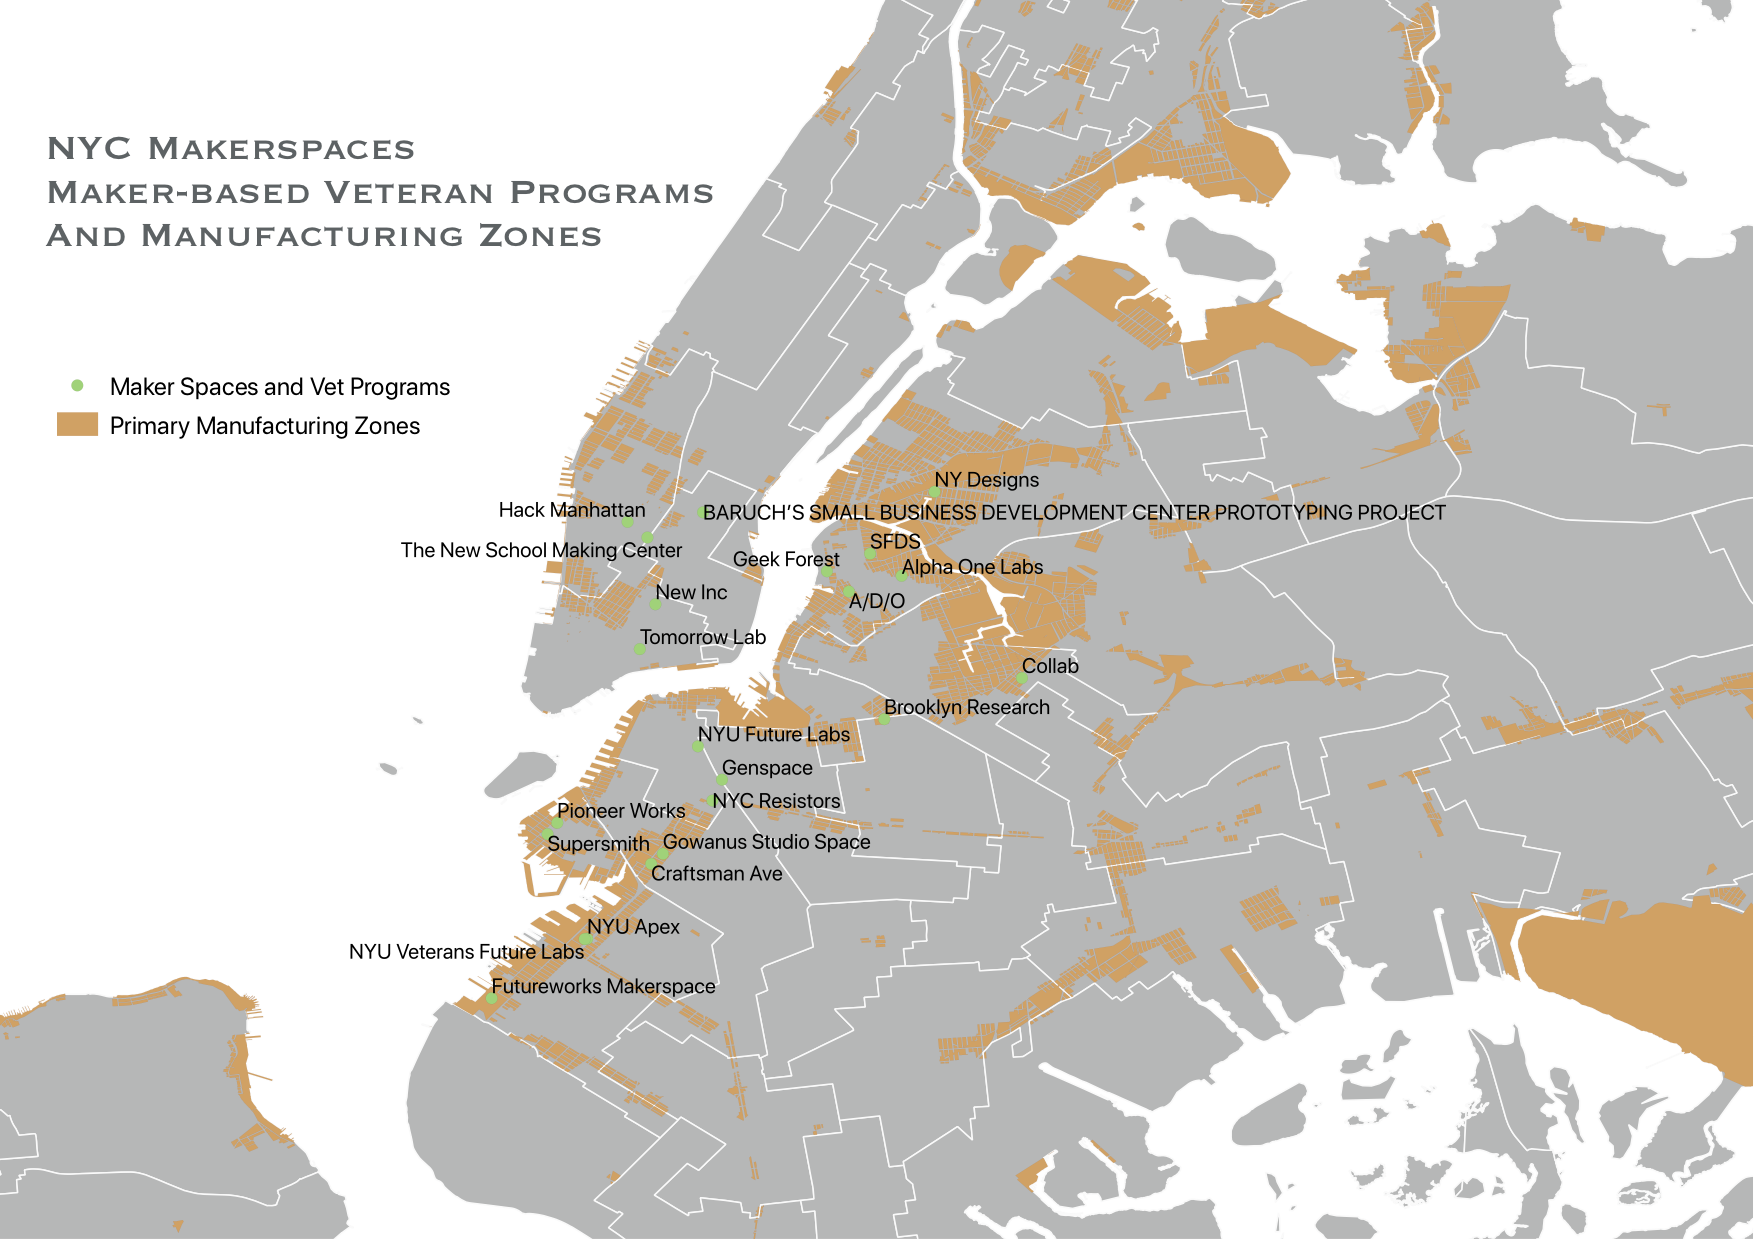 NYC Makerspaces
Maker-based Veteran Programs
And Manufacturing Zones
Maker Spaces and Vet Programs
Primary Manufacturing Zones
NY Designs
Hack Manhattan
BARUCH'S SMALL BUSINESS DEVELOPMENT CENTER PROTOTYPING PROJECT
SFDS
The New School Making Center
Geek Forest
Alpha One Labs
New Inc
A/D/O
Tomorrow Lab
Collab
Brooklyn Research
NYU Future Labs
Genspace
NYC Resistors
Pioneer Works
Supersmith
Gowanus Studio Space
Craftsman Ave
NYU Apex
NYU Veterans Future Labs
Futureworks Makerspace